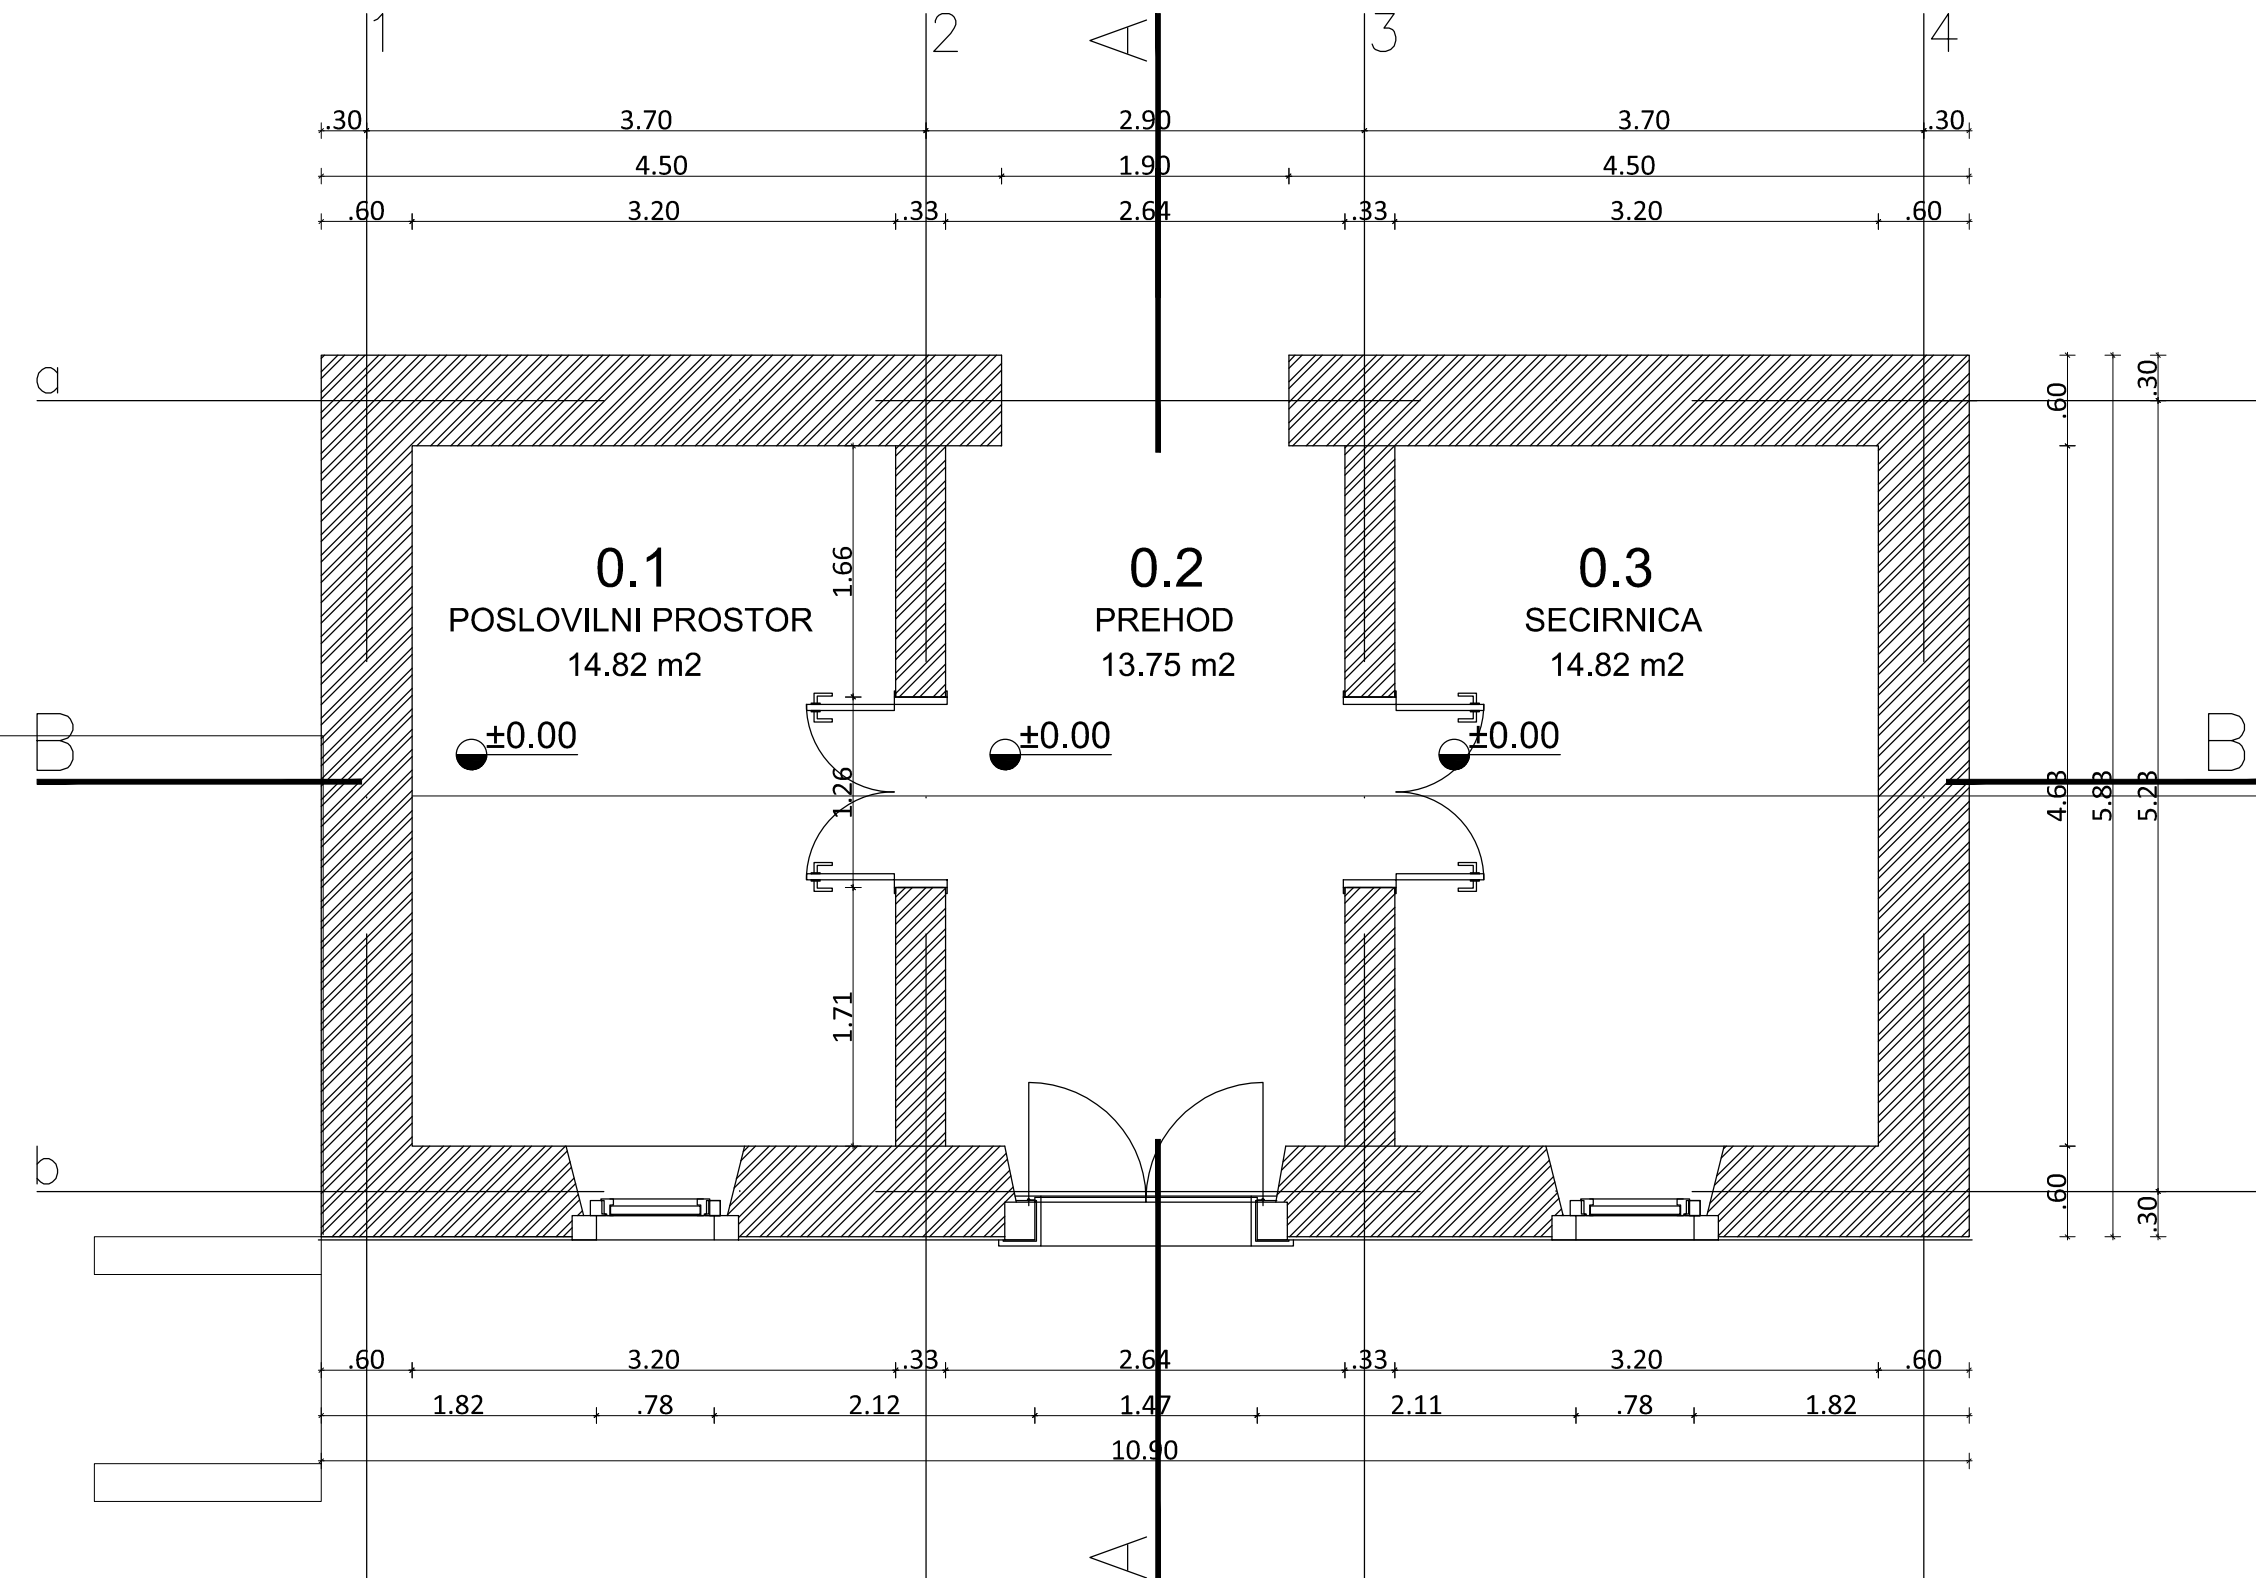 1 2 A 3 4
.30 3.70 2.90 3.70 .30
4.50 1.90 4.50
.60 3.20 .33 2.64 .33 3.20 .60
a
.60 .30
0.1 0.2 0.3
1.66
POSLOVILNI PROSTOR PREHOD SECIRNICA
14.82 m2 13.75 m2 14.82 m2
B ±0.00 ±0.00 ±0.00 B
1.26 4.63 5.83 5.23
1.71
b
.60 .30
.60 3.20 .33 2.64 .33 3.20 .60
1.82 .78 2.12 1.47 2.11 .78 1.82
10.90
A